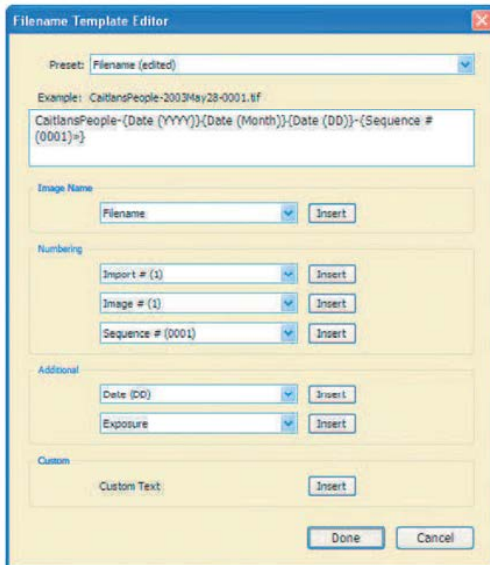 Filename Template Editor
Preset: Filename (edited)
Example: CaitlansPeople-2003May28-0001.tif
CaitlansPeople-{Date (YYYY)}{Date (Month)}{Date (DD)}-{Sequence #
(0001)»}
Image Name
Filename Insert
Numbering
Import # (1) Insert
Image # (1) Insert
Sequence # (0001) Insert
Additional
Date (DD) Insert
Exposure Insert
Custom
Custom Text Insert
Done Cancel